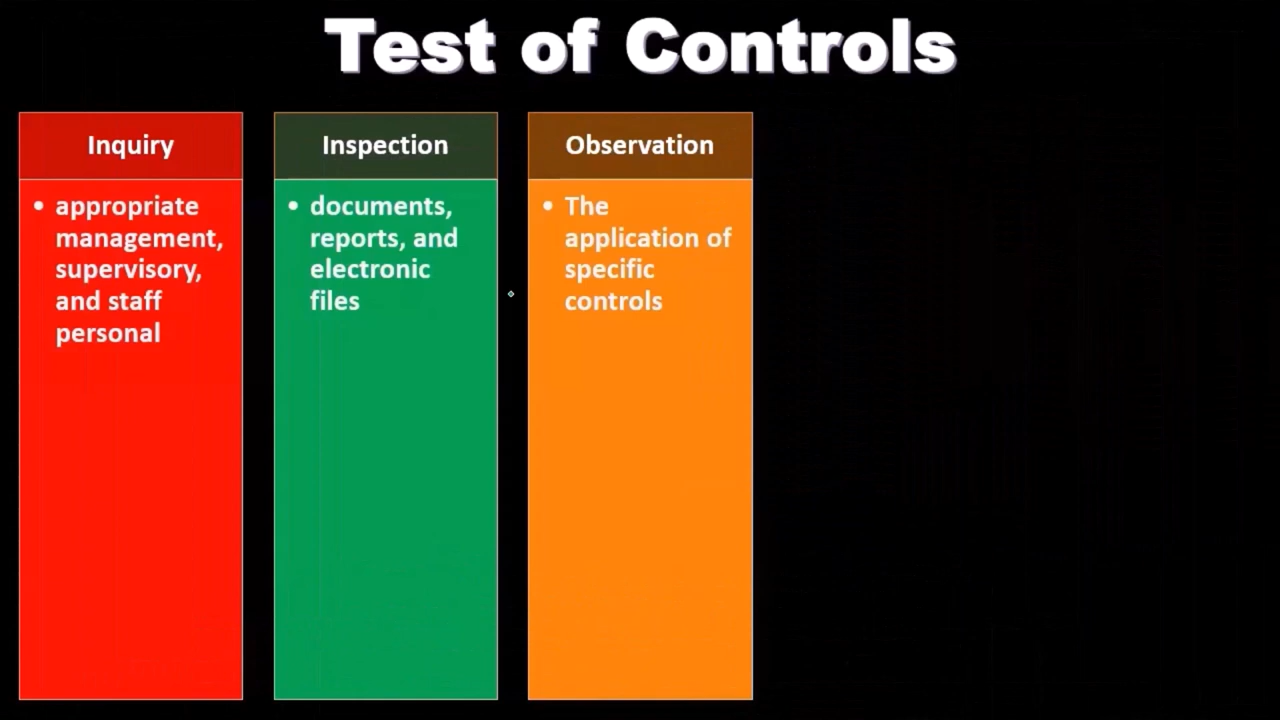 Test of Controls
Inquiry
• appropriate
management,
supervisory,
and staff
personal
Inspection
• documents,
reports, and
electronic
files
Observation
• The
application of
specific
controls